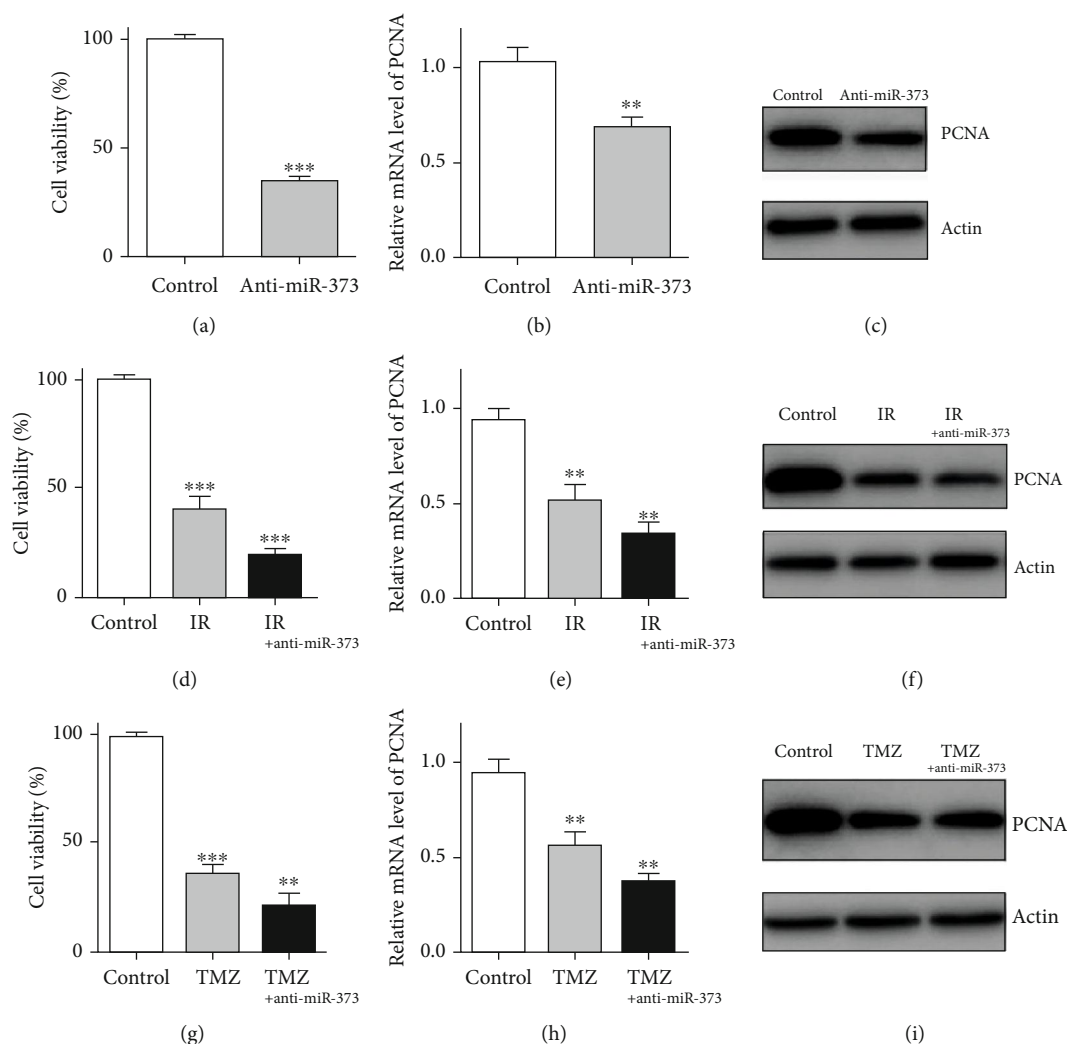 Cell viability (%)
100
50
0
***
Control
Anti-miR-373
(a)
Relative mRNA level of PCNA
1.0
0.5
0.0
**
Control
Anti-miR-373
(b)
Control Anti-miR-373
PCNA
Actin
(c)
Cell viability (%)
100
50
0
***
***
Control
IR
IR
+anti-miR-373
(d)
Relative mRNA level of PCNA
1.0
0.5
0.0
**
**
Control
IR
IR
+anti-miR-373
(e)
Control
IR
IR
+anti-miR-373
PCNA
Actin
(f)
Cell viability (%)
100
50
0
***
**
Control
TMZ
TMZ
+anti-miR-373
(g)
Relative mRNA level of PCNA
1.0
0.5
0.0
**
**
Control
TMZ
TMZ
+anti-miR-373
(h)
Control
TMZ
TMZ
+anti-miR-373
PCNA
Actin
(i)